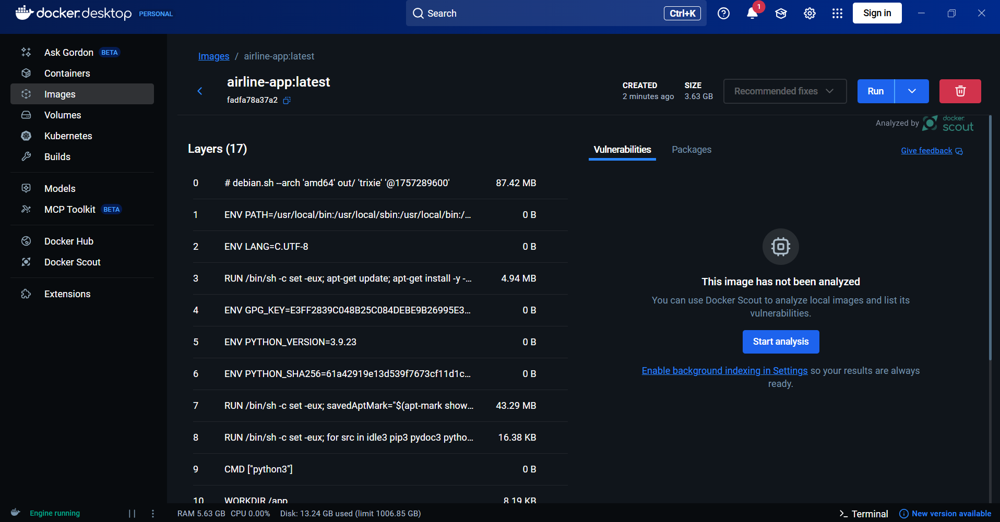 docker.desktop PERSONAL
Search
Ctrl+K
1
Sign in
Ask Gordon BETA
Containers
Images
Volumes
Kubernetes
Builds
Models
MCP Toolkit BETA
Docker Hub
Docker Scout
Extensions
Images / airline-app:latest
airline-app:latest
fadfa78a37a2
CREATED
2 minutes ago
SIZE
3.63 GB
Recommended fixes
Run
Analyzed by docker scout
Layers (17)
0 # debian.sh --arch 'amd64' out/ 'trixie' '@1757289600' 87.42 MB
1 ENV PATH=/usr/local/bin:/usr/local/sbin:/usr/local/bin:/... 0 B
2 ENV LANG=C.UTF-8 0 B
3 RUN /bin/sh -c set -eux; apt-get update; apt-get install -y -... 4.94 MB
4 ENV GPG_KEY=E3FF2839C048B25C084DEBE9B26995E3... 0 B
5 ENV PYTHON_VERSION=3.9.23 0 B
6 ENV PYTHON_SHA256=61a42919e13d539f7673cf11d1c... 0 B
7 RUN /bin/sh -c set -eux; savedAptMark="$(apt-mark show... 43.29 MB
8 RUN /bin/sh -c set -eux; for src in idle3 pip3 pydoc3 pytho... 16.38 KB
9 CMD ["python3"] 0 B
10 WORKDIR /app 8.19 KB
Vulnerabilities
Packages
Give feedback
This image has not been analyzed
You can use Docker Scout to analyze local images and list its
vulnerabilities.
Start analysis
Enable background indexing in Settings so your results are always
ready.
Engine running
RAM 5.63 GB CPU 0.00% Disk: 13.24 GB used (limit 1006.85 GB)
Terminal
New version available